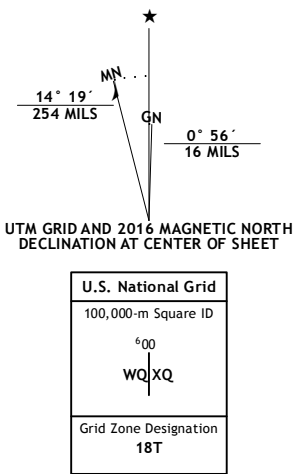 ★
MN
14° 19´
254 MILS
GN
0° 56´
16 MILS
UTM GRID AND 2016 MAGNETIC NORTH
DECLINATION AT CENTER OF SHEET
U.S. National Grid
100,000-m Square ID
⁶00
WQ XQ
Grid Zone Designation
18T